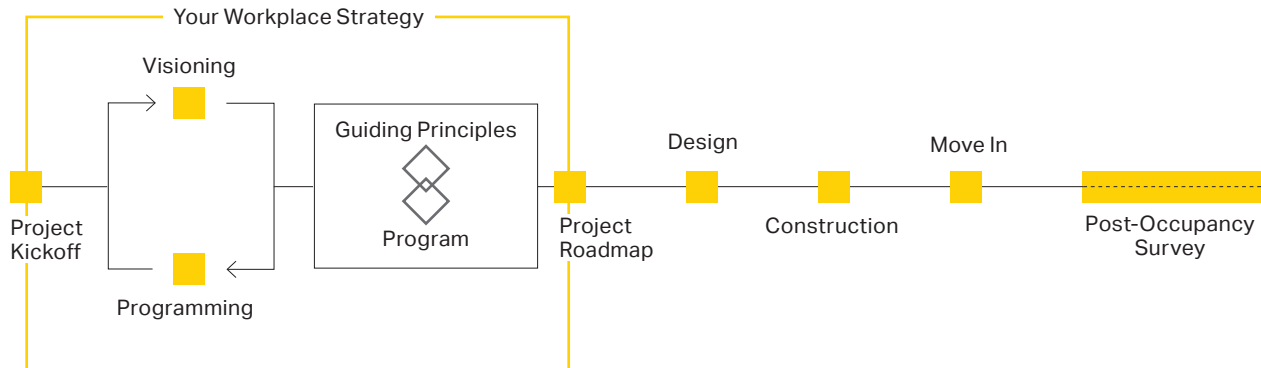 Your Workplace Strategy
Visioning
Guiding Principles
Program
Project
Kickoff
Programming
Project
Roadmap
Design
Construction
Move In
Post-Occupancy
Survey